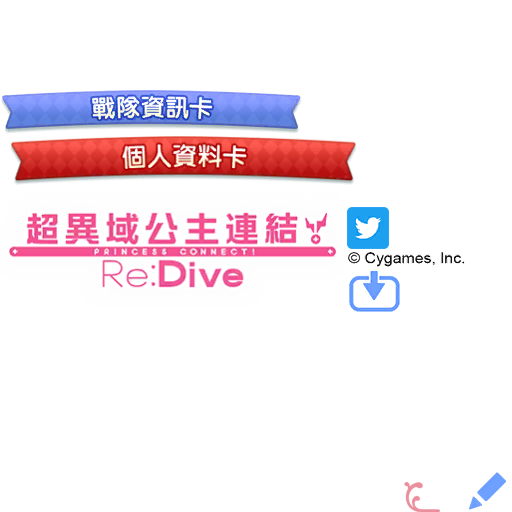 戰隊資訊卡
個人資料卡
超異域公主連結!
PRINCESS CONNECT!
Re:Dive
© Cygames, Inc.